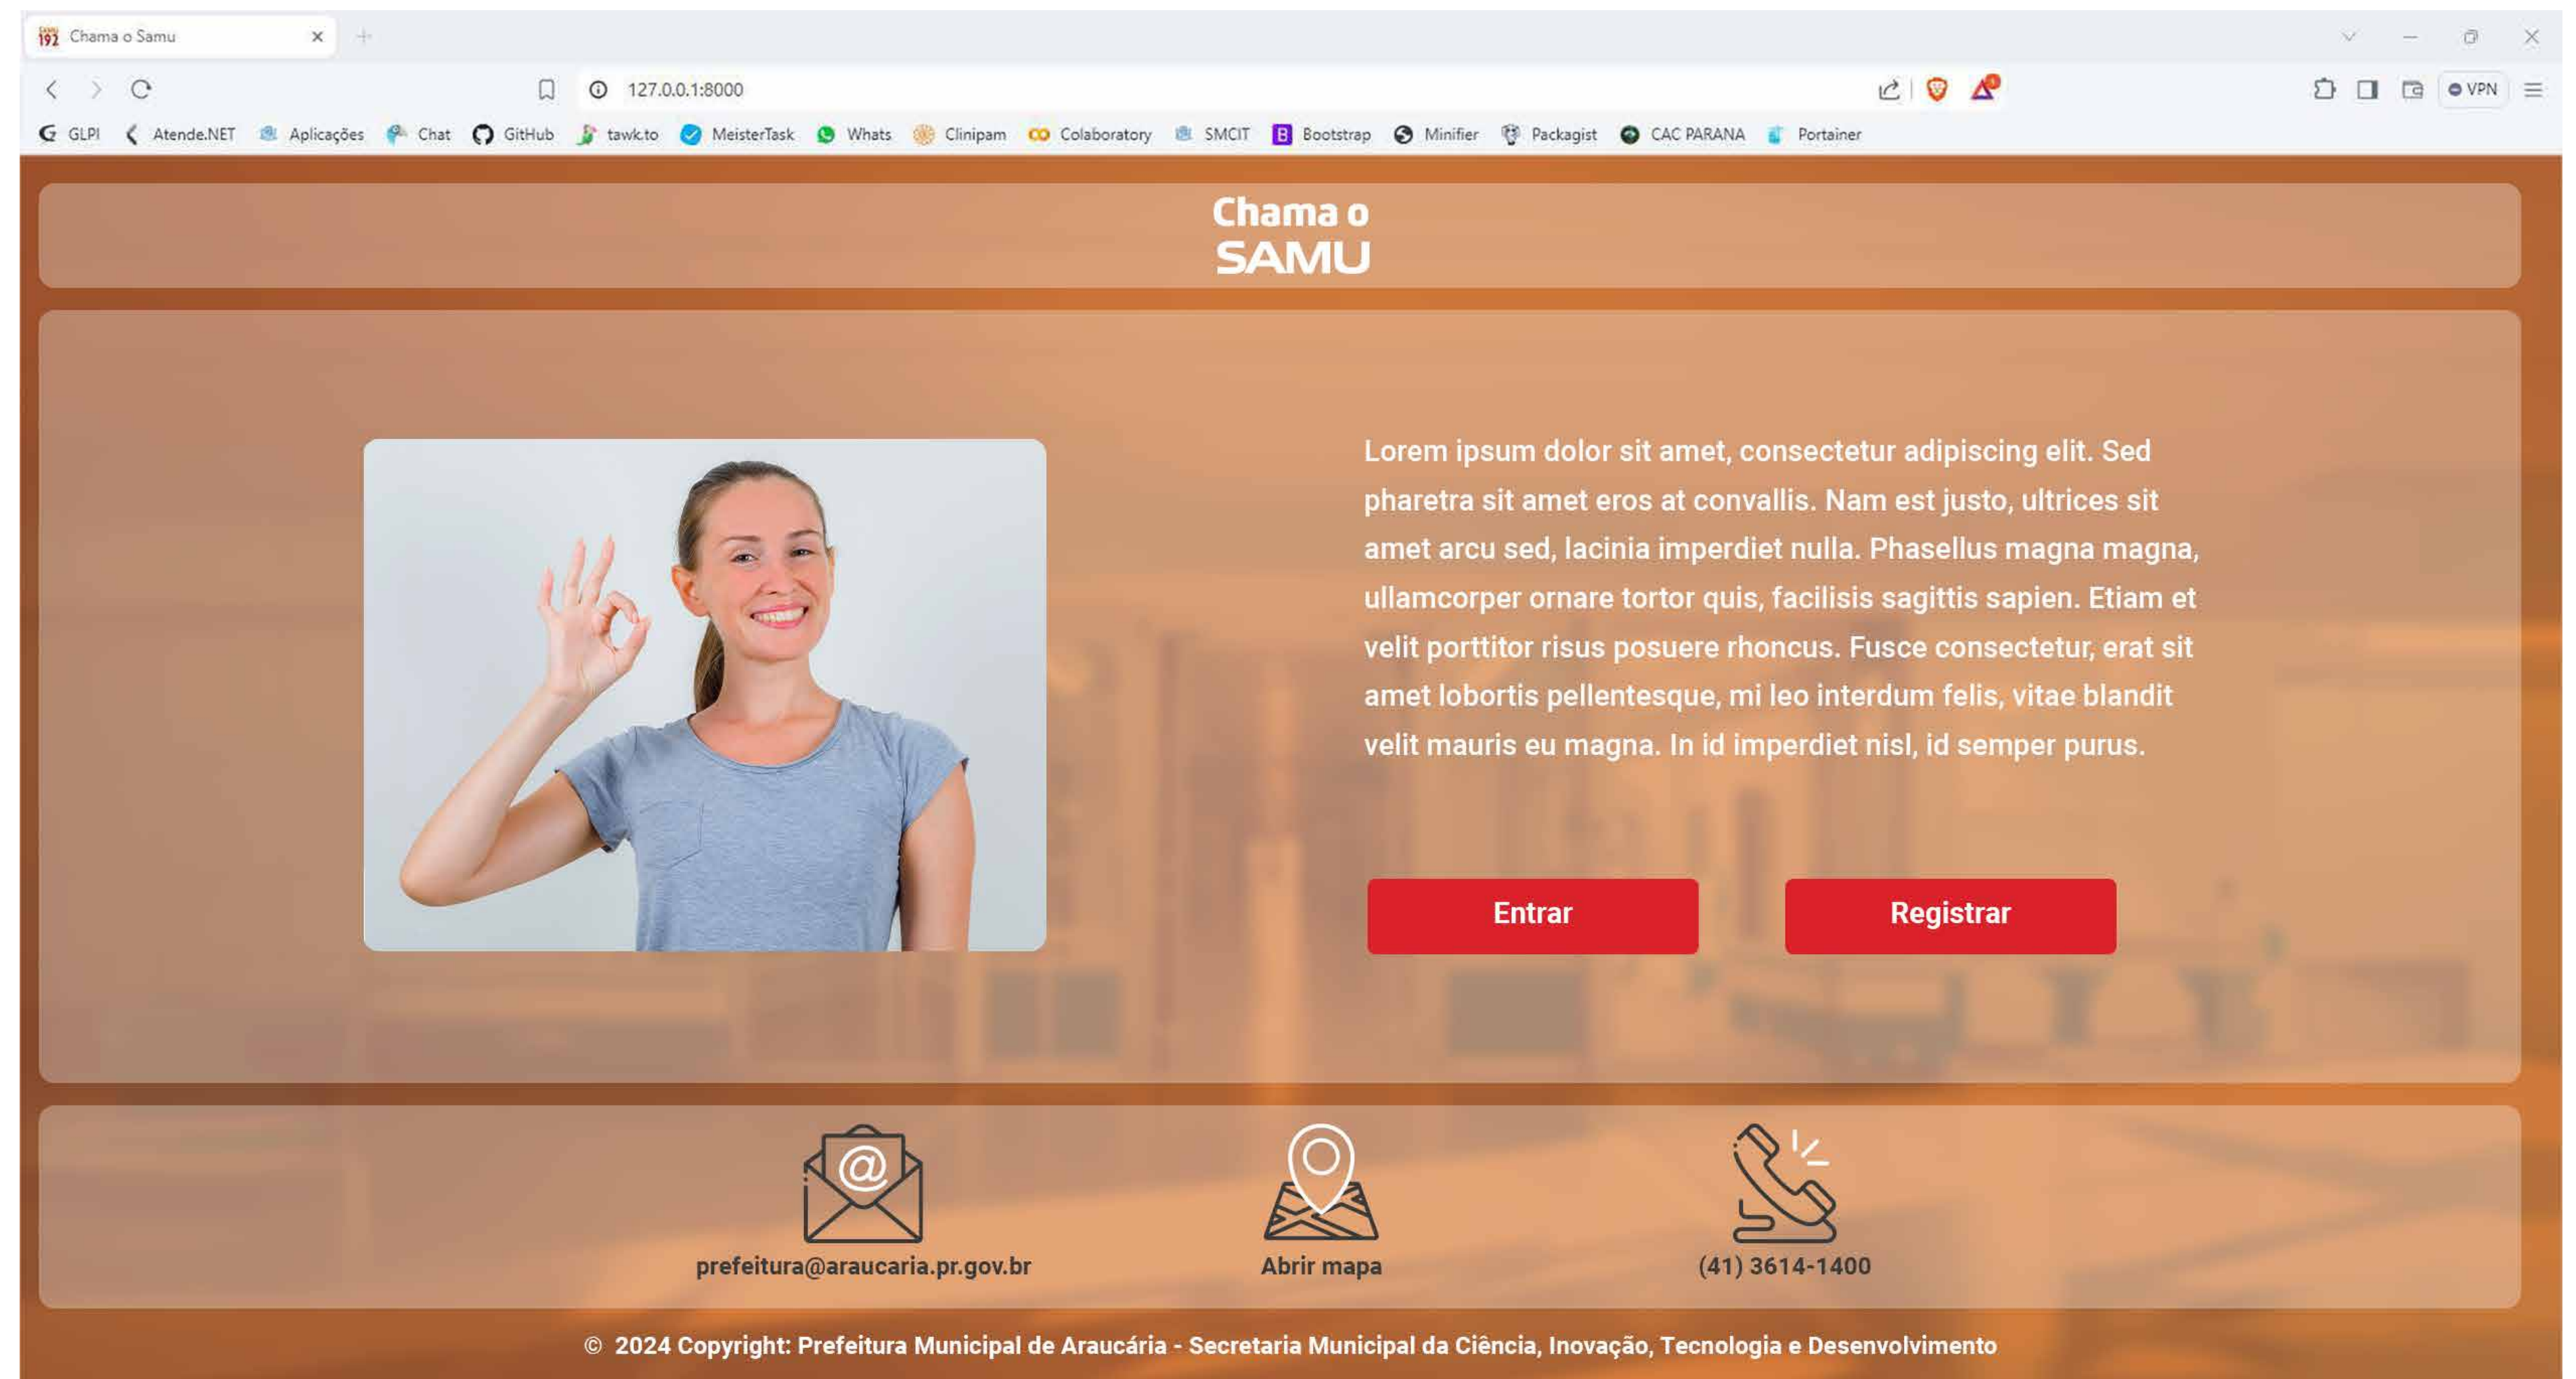 SAMU
192
Chama o Samu
127.0.0.1:8000
VPN
GLPI
Atende.NET
Aplicações
Chat
GitHub
tawk.to
MeisterTask
Whats
Clinipam
Colaboratory
SMCIT
B
Bootstrap
Minifier
Packagist
CAC PARANA
Portainer
Chama o
SAMU
Lorem ipsum dolor sit amet, consectetur adipiscing elit. Sed
pharetra sit amet eros at convallis. Nam est justo, ultrices sit
amet arcu sed, lacinia imperdiet nulla. Phasellus magna magna,
ullamcorper ornare tortor quis, facilisis sagittis sapien. Etiam et
velit porttitor risus posuere rhoncus. Fusce consectetur, erat sit
amet lobortis pellentesque, mi leo interdum felis, vitae blandit
velit mauris eu magna. In id imperdiet nisl, id semper purus.
Entrar
Registrar
@
prefeitura@araucaria.pr.gov.br
Abrir mapa
(41) 3614-1400
© 2024 Copyright: Prefeitura Municipal de Araucária - Secretaria Municipal da Ciência, Inovação, Tecnologia e Desenvolvimento